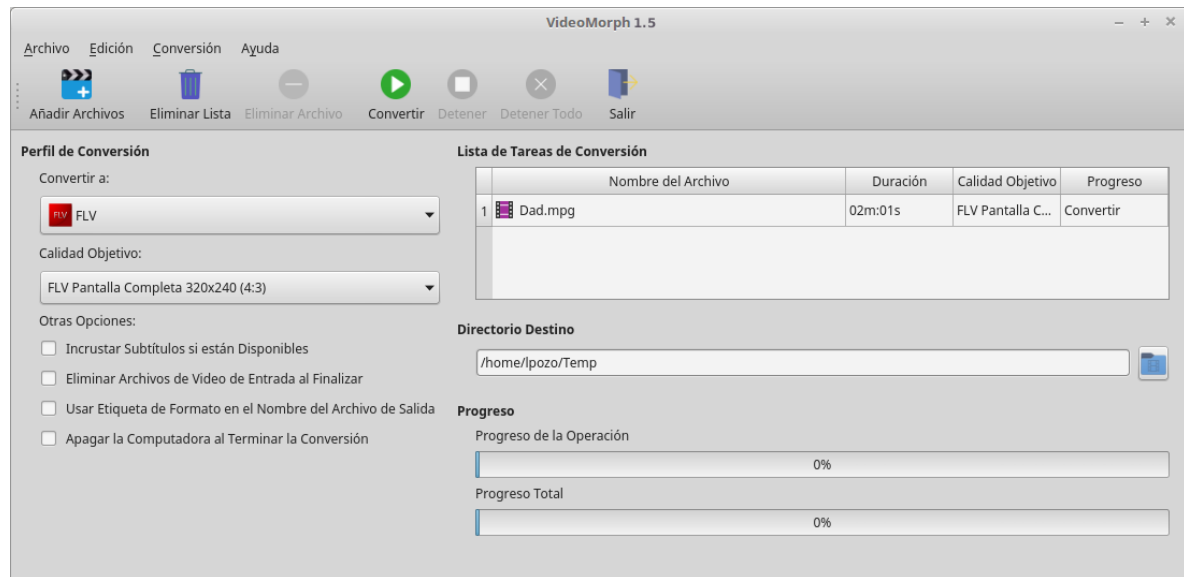 VideoMorph 1.5
Archivo Edición Conversión Ayuda
Añadir Archivos Eliminar Lista Eliminar Archivo Convertir Detener Detener Todo Salir
Perfil de Conversión
Convertir a:
FLV FLV
Calidad Objetivo:
FLV Pantalla Completa 320x240 (4:3)
Otras Opciones:
Incrustar Subtítulos si están Disponibles
Eliminar Archivos de Video de Entrada al Finalizar
Usar Etiqueta de Formato en el Nombre del Archivo de Salida
Apagar la Computadora al Terminar la Conversión
Lista de Tareas de Conversión
Nombre del Archivo Duración Calidad Objetivo Progreso
1 Dad.mpg 02m:01s FLV Pantalla C... Convertir
Directorio Destino
/home/lpozo/Temp
Progreso
Progreso de la Operación
0%
Progreso Total
0%